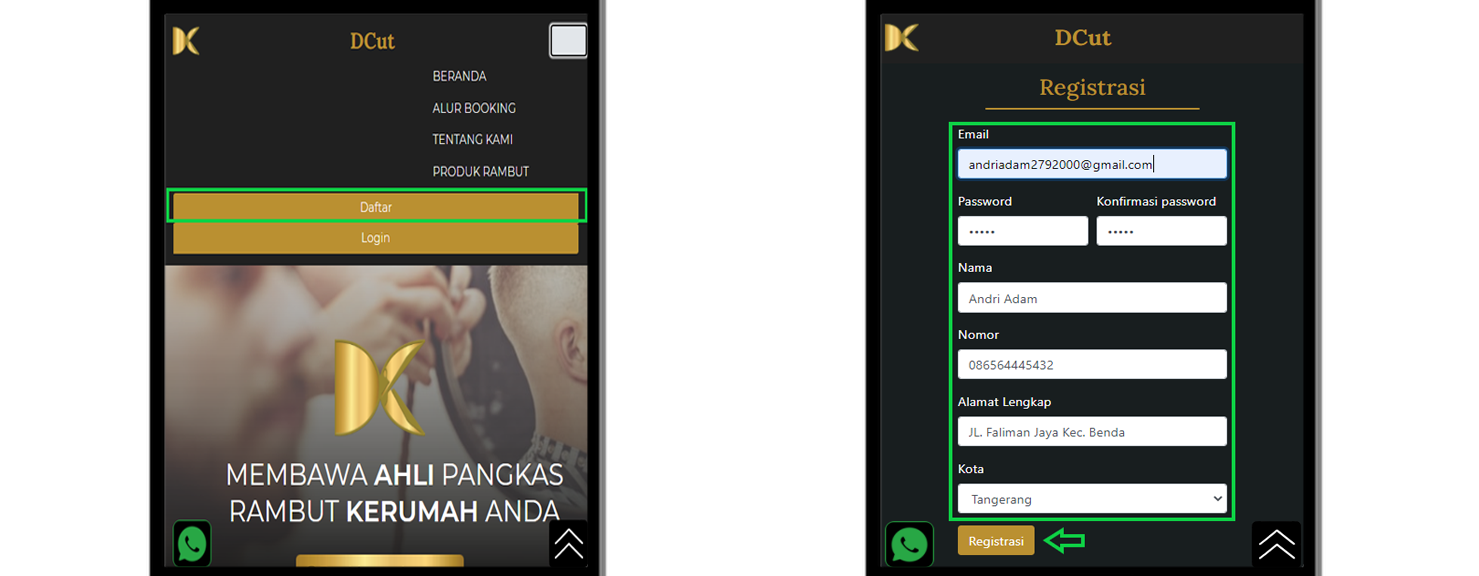 DCut
BERANDA
ALUR BOOKING
TENTANG KAMI
PRODUK RAMBUT
Daftar
Login
MEMBAWA AHLI PANGKAS
RAMBUT KERUMAH ANDA
DCut
Registrasi
Email
andriadam2792000@gmail.com
Password Konfirmasi password
••••• •••••
Nama
Andri Adam
Nomor
086564445432
Alamat Lengkap
JL. Faliman Jaya Kec. Benda
Kota
Tangerang
Registrasi